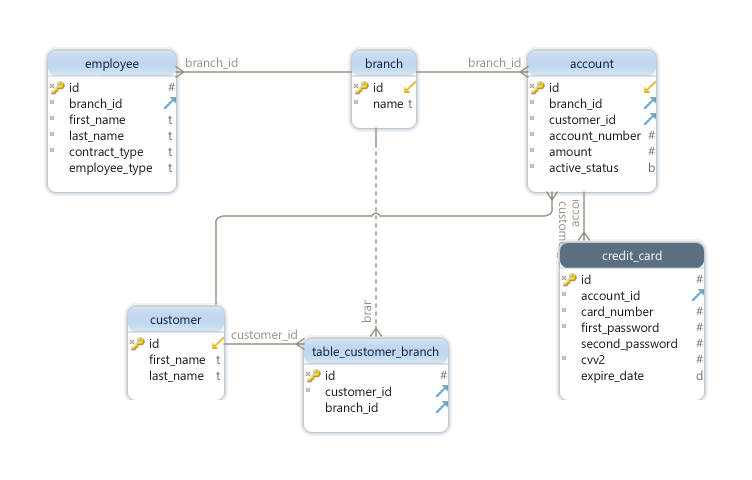 employee
id #
branch_id
first_name t
last_name t
contract_type t
employee_type t
branch_id
branch
id
name t
branch_id
account
id
branch_id
customer_id
account_number #
amount #
active_status b
custome
accou
credit_card
id #
account_id
card_number #
first_password #
second_password #
cvv2 #
expire_date d
customer
id
first_name t
last_name t
customer_id
bran
table_customer_branch
id #
customer_id
branch_id